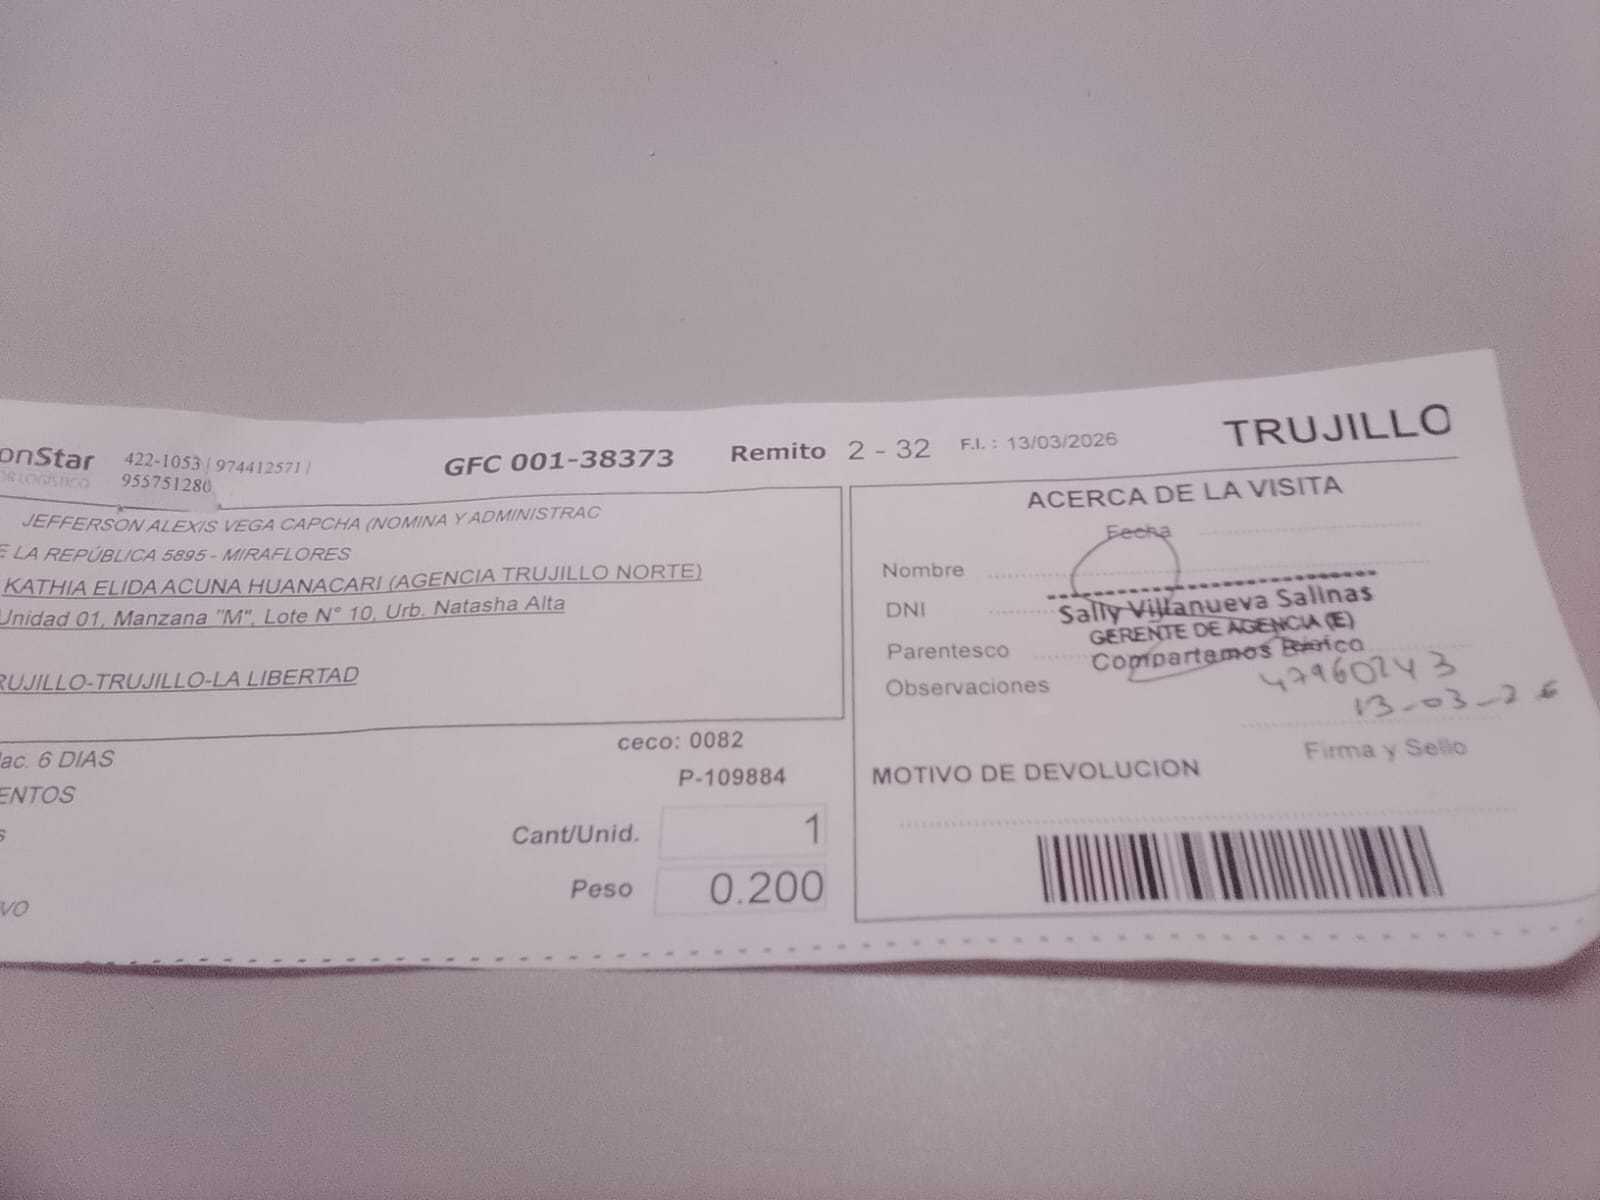 onStar 422-1053 | 974412571 | GFC 001-38373 Remito 2 - 32 F.I. : 13/03/2026 TRUJILLO
OR LOGISTICO 955751280
JEFFERSON ALEXIS VEGA CAPCHA (NOMINA Y ADMINISTRAC
E LA REPÚBLICA 5895 - MIRAFLORES
KATHIA ELIDA ACUNA HUANACARI (AGENCIA TRUJILLO NORTE)
Unidad 01, Manzana "M", Lote N° 10, Urb. Natasha Alta
RUJILLO-TRUJILLO-LA LIBERTAD
ac. 6 DIAS
ENTOS
s
VO
ceco: 0082
P-109884
Cant/Unid. 1
Peso 0.200
ACERCA DE LA VISITA
Fecha
Nombre
DNI
Parentesco
Observaciones
Sally Villanueva Salinas
GERENTE DE AGENCIA (E)
Compartamos Banco
47960243
13-03-26
Firma y Sello
MOTIVO DE DEVOLUCION